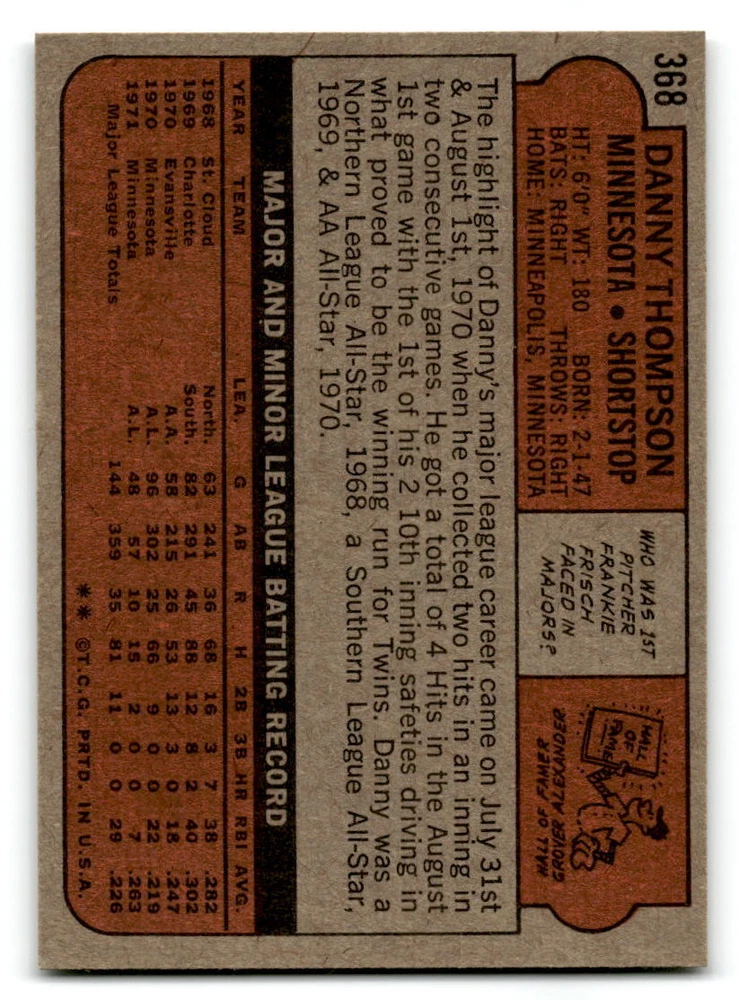 368
DANNY THOMPSON
MINNESOTA • SHORTSTOP
HT: 6'0" WT: 180 BORN: 2-1-47
BATS: RIGHT THROWS: RIGHT
HOME: MINNEAPOLIS, MINNESOTA
WHO WAS 1ST
PITCHER
FRANKIE
FRISCH
FACED IN
MAJORS?
HALL
OF
FAME
HALL OF FAMER
GROVER ALEXANDER
The highlight of Danny's major league career came on July 31st
& August 1st, 1970 when he collected two hits in an inning in
two consecutive games. He got a total of 4 Hits in the August
1st game with the 1st of his 2 10th inning safeties driving in
what proved to be the winning run for Twins. Danny was a
Northern League All-Star, 1968, a Southern League All-Star,
1969, & AA All-Star, 1970.
MAJOR AND MINOR LEAGUE BATTING RECORD
YEAR TEAM LEA. G AB R H 2B 3B HR RBI AVG.
1968 St. Cloud North. 63 241 36 68 16 3 7 38 .282
1969 Charlotte South. 82 291 45 88 12 8 2 40 .302
1970 Evansville A.A. 58 215 26 53 13 3 0 18 .247
1970 Minnesota A.L. 96 302 25 66 9 0 0 22 .219
1971 Minnesota A.L. 48 57 10 15 2 0 0 7 .263
Major League Totals 144 359 35 81 11 0 0 29 .226
** ©T.C.G. PRTD. IN U.S.A.